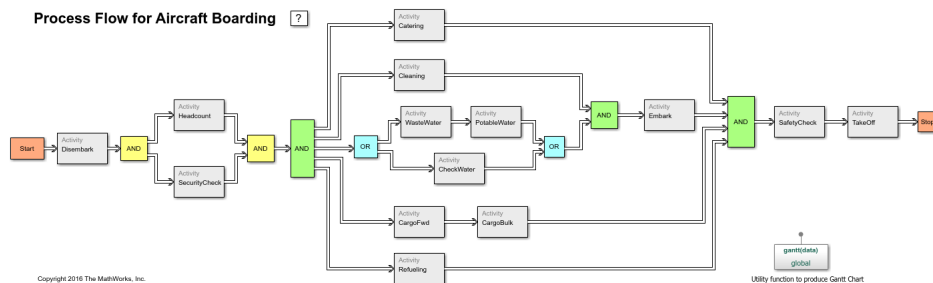 Process Flow for Aircraft Boarding
?
Activity
Catering
Activity
Cleaning
Activity
Headcount
Activity
WasteWater
Activity
PotableWater
AND
Activity
Embark
AND
Activity
SafetyCheck
Activity
TakeOff
Stop
Start
Activity
Disembark
AND
AND
AND
OR
OR
Activity
CheckWater
Activity
SecurityCheck
Activity
CargoFwd
Activity
CargoBulk
Activity
Refueling
gantt(data)
global
Utility function to produce Gantt Chart
Copyright 2016 The MathWorks, Inc.